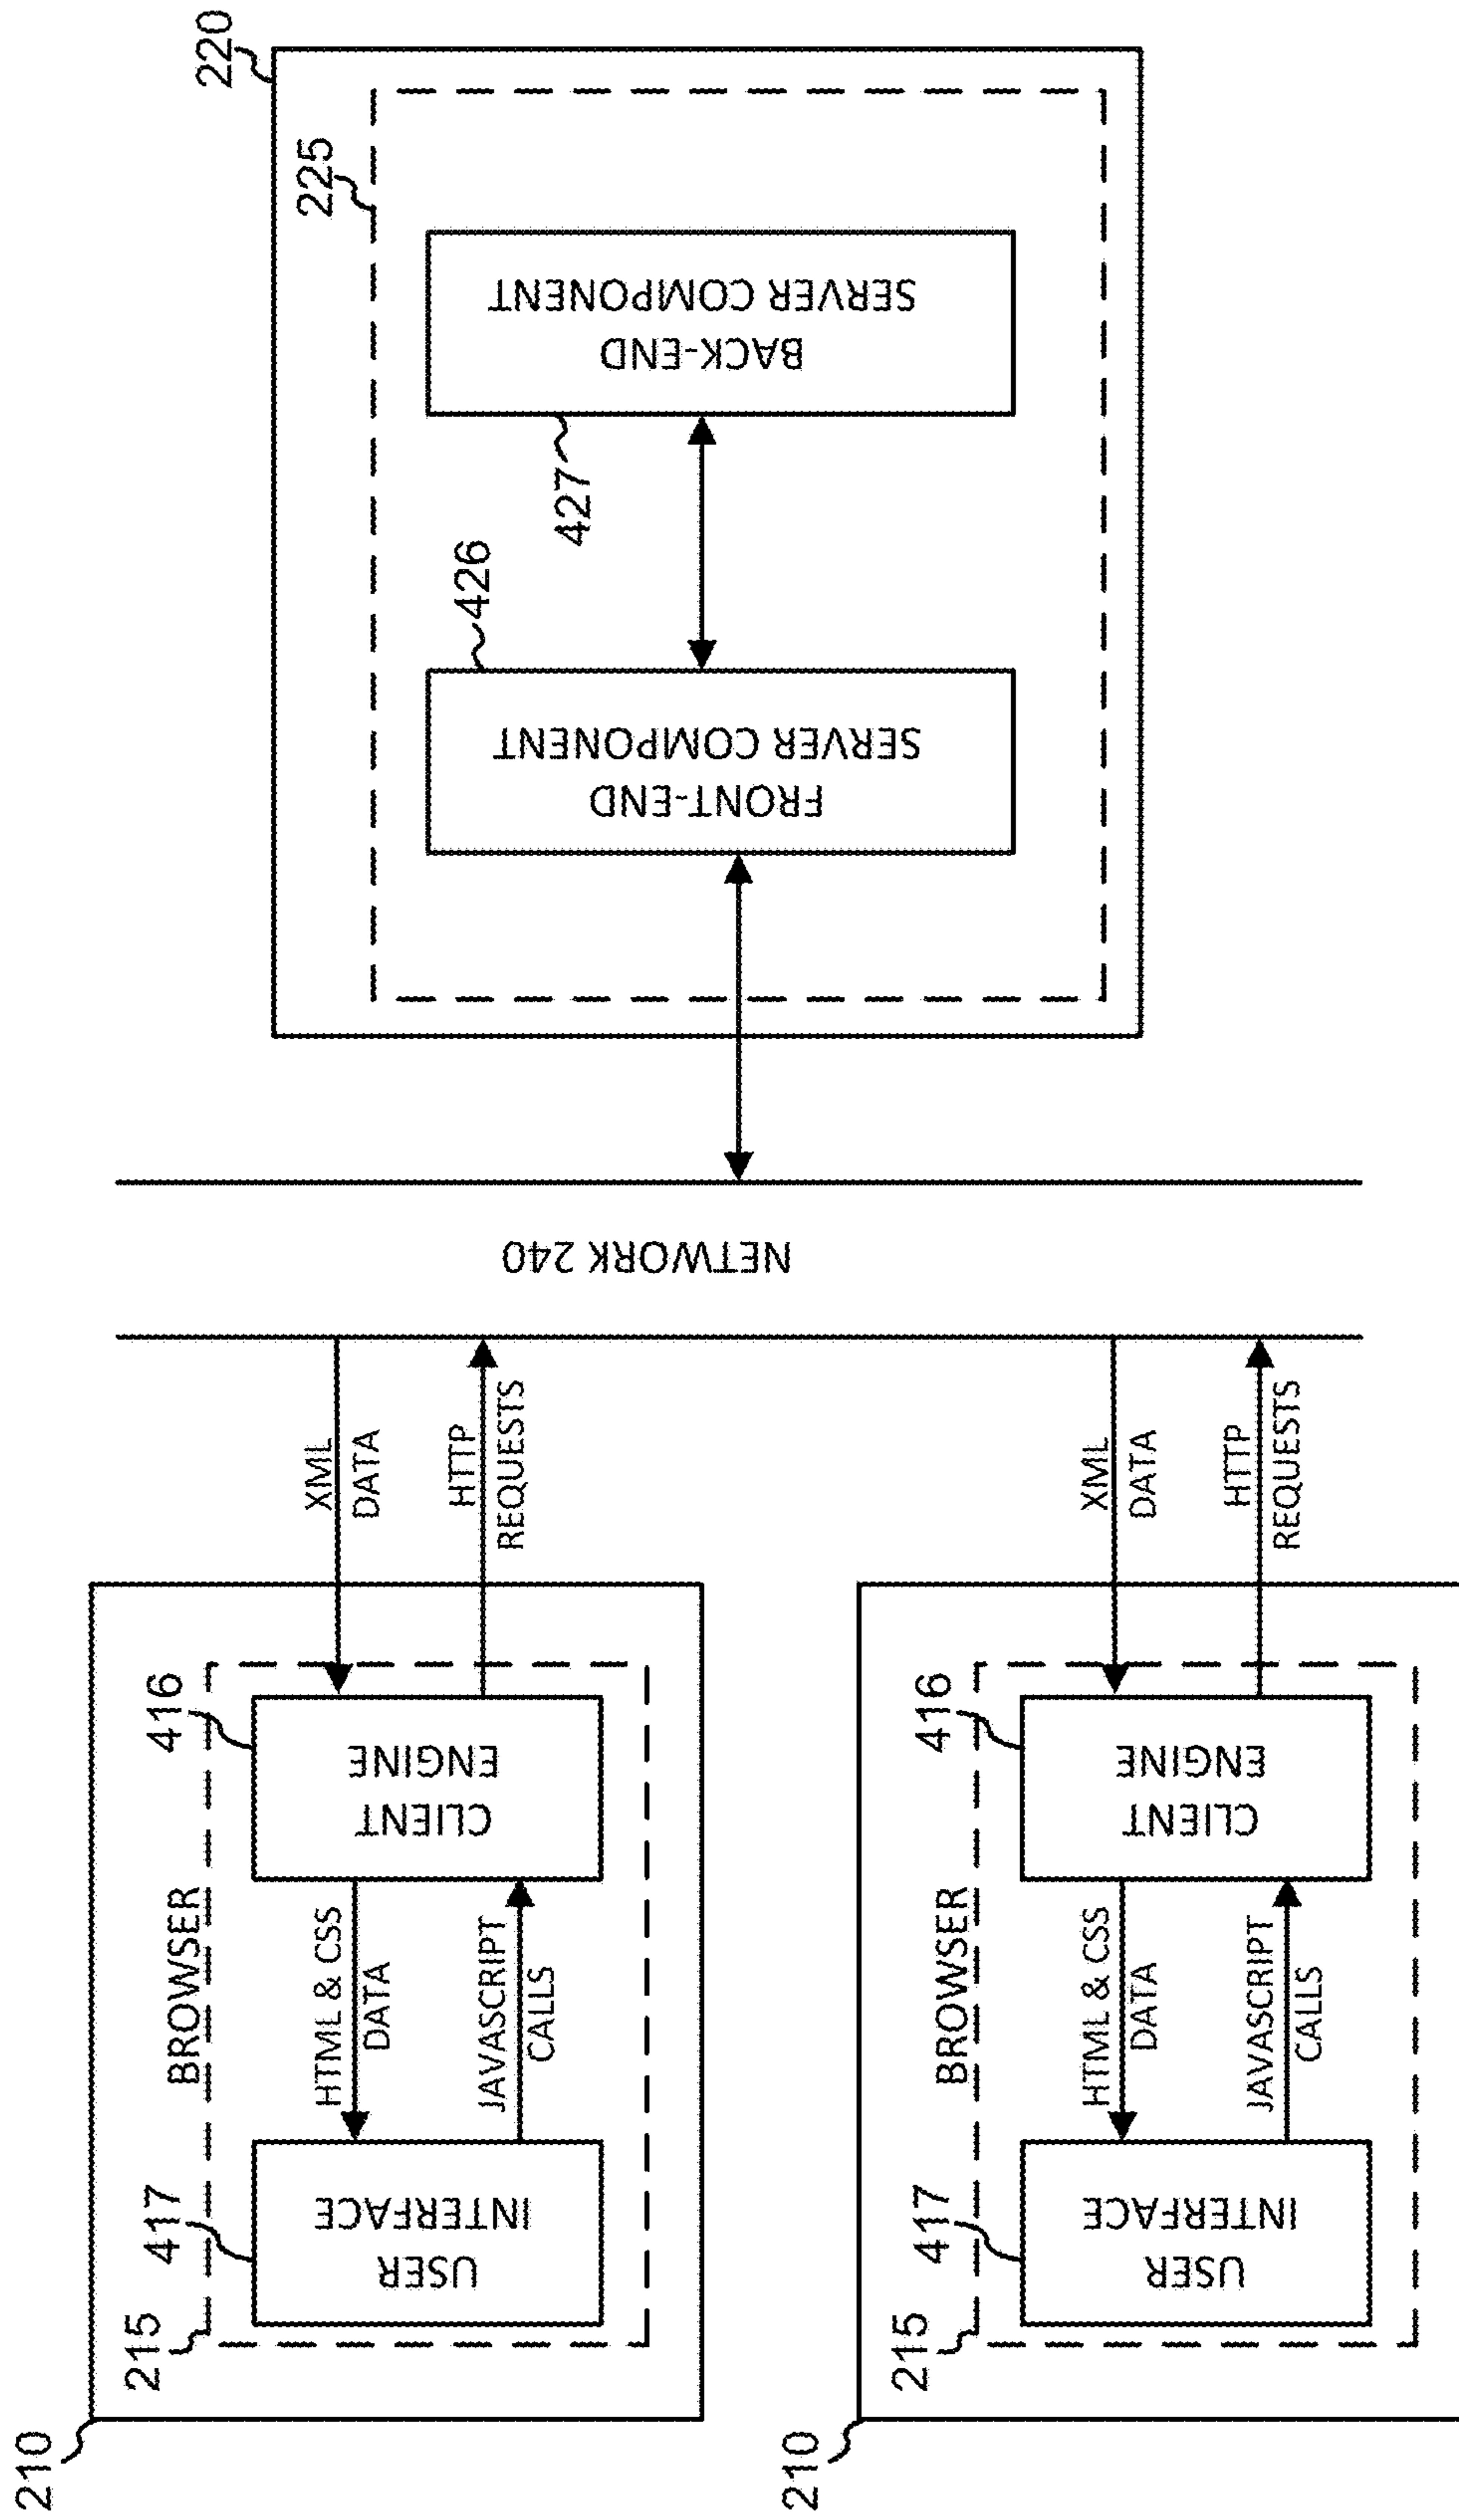 210
215
417
BROWSER
416
USER
INTERFACE
HTML & CSS
DATA
JAVASCRIPT
CALLS
CLIENT
ENGINE
XML
DATA
HTTP
REQUESTS
210
215
417
BROWSER
416
USER
INTERFACE
HTML & CSS
DATA
JAVASCRIPT
CALLS
CLIENT
ENGINE
XML
DATA
HTTP
REQUESTS
NETWORK 240
220
225
426
FRONT-END
SERVER COMPONENT
427
BACK-END
SERVER COMPONENT